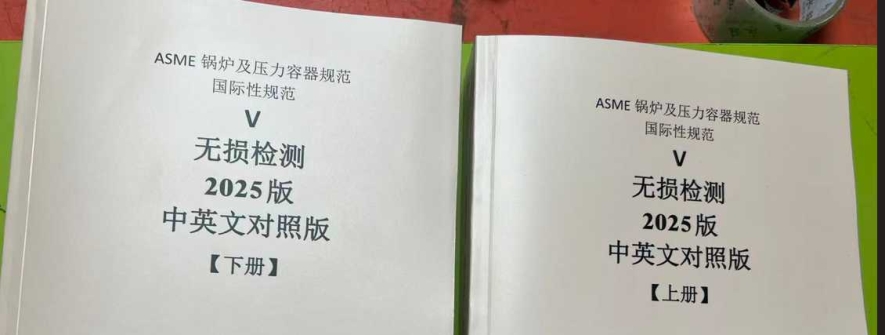 ASME 锅炉及压力容器规范
国际性规范
V
无损检测
2025版
中英文对照版
【下册】
ASME 锅炉及压力容器规范
国际性规范
V
无损检测
2025版
中英文对照版
【上册】